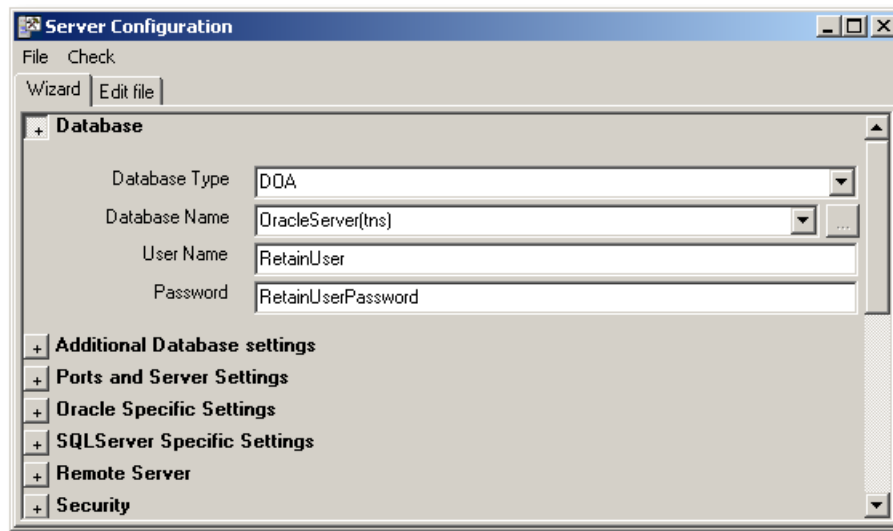 Server Configuration
File Check
Wizard Edit file
+ Database
Database Type DOA
Database Name OracleServer(tns) ...
User Name RetainUser
Password RetainUserPassword
+ Additional Database settings
+ Ports and Server Settings
+ Oracle Specific Settings
+ SQLServer Specific Settings
+ Remote Server
+ Security